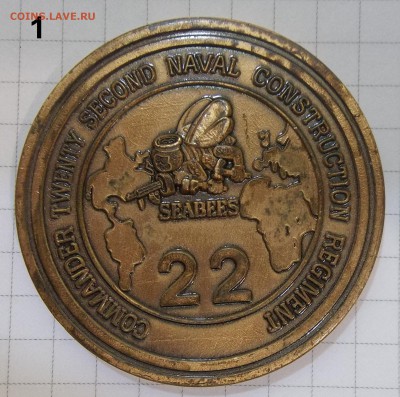 COINS.LAVE.RU
1
COMMANDER TWENTY SECOND NAVAL CONSTRUCTION REGIMENT
SEABEES
22